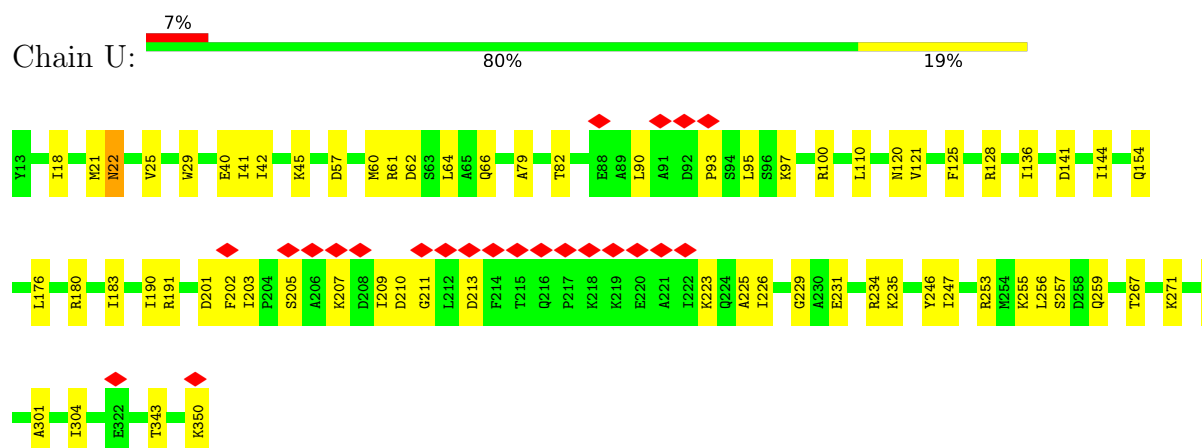 7%
Chain U:
80% 19%
Y13 I18 M21 N22 V25 W29 E40 I41 I42 K45 D57 M60 R61 D62 S63 L64 A65 Q66 A79 T82 E88 A89 L90 A91 D92 P93 S94 L95 S96 K97 R100 L110 N120 V121 F125 R128 I136 D141 I144 Q154
L176 R180 I183 I190 R191 D201 F202 I203 P204 S205 A206 K207 D208 I209 D210 G211 L212 D213 F214 T215 Q216 P217 K218 K219 E220 A221 I222 K223 Q224 A225 I226 G229 A230 E231 R234 K235 Y246 I247 R253 M254 K255 L256 S257 D258 Q259 T267 K271
A301 I304 E322 T343 K350